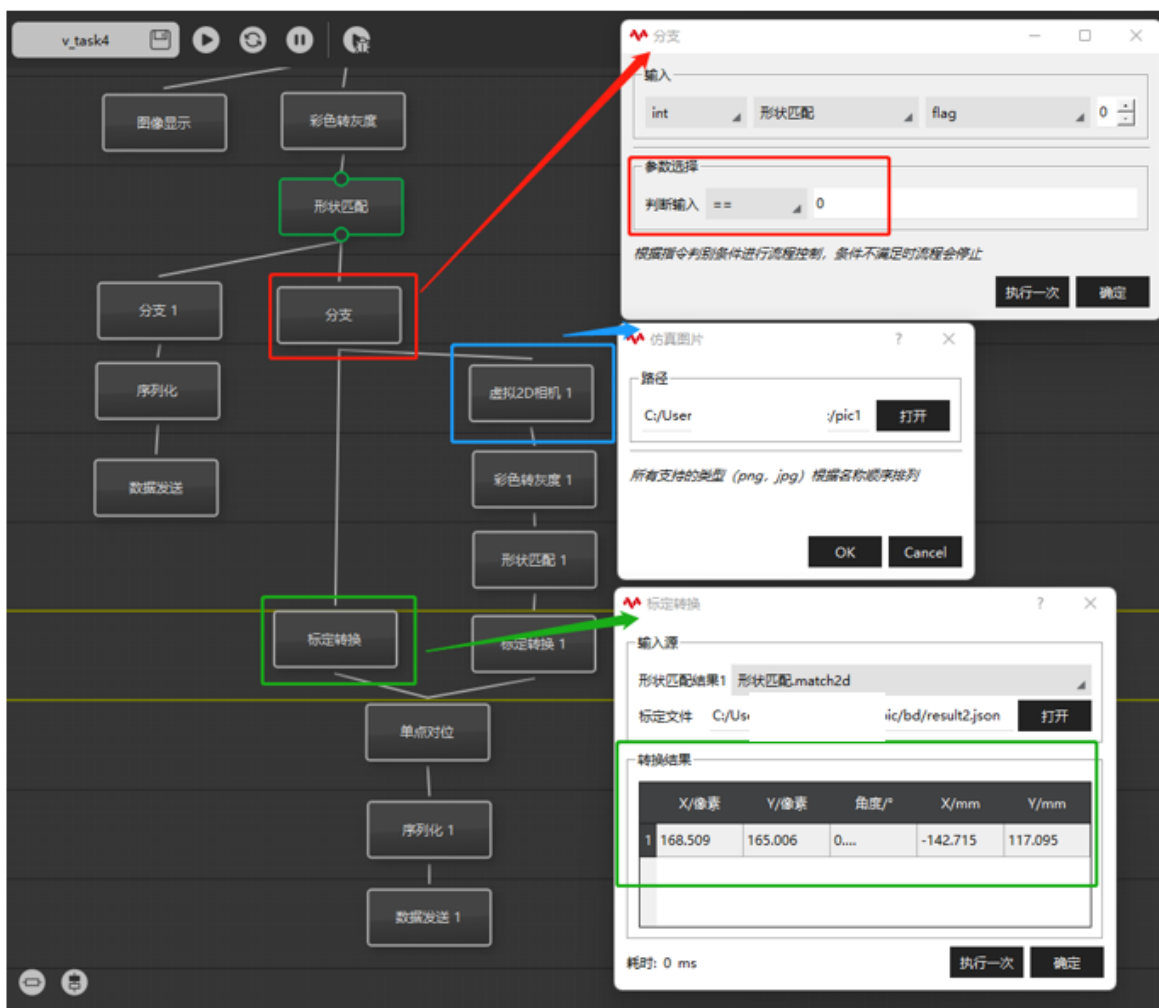 v_task4
图像显示
彩色转灰度
形状匹配
分支 1
分支
序列化
虚拟2D相机 1
数据发送
彩色转灰度 1
形状匹配 1
标定转换
标定转换 1
单点对位
序列化 1
数据发送 1
分支
输入
int 形状匹配 flag 0
参数选择
判断输入 == 0
根据指令判别条件进行流程控制，条件不满足时流程会停止
执行一次 确定
仿真图片 ?
路径
C:/User :/pic1 打开
所有支持的类型（png，jpg）根据名称顺序排列
OK Cancel
标定转换 ?
输入源
形状匹配结果1 形状匹配.match2d
标定文件 C:/Us ic/bd/result2.json 打开
转换结果
X/像素 Y/像素 角度/° X/mm Y/mm
1 168.509 165.006 0.... -142.715 117.095
耗时: 0 ms 执行一次 确定